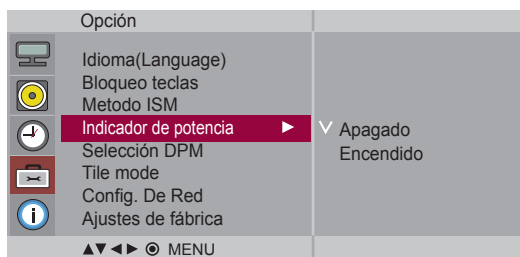 Opción
Idioma(Language)
Bloqueo teclas
Metodo ISM
Indicador de potencia
Selección DPM
Tile mode
Config. De Red
Ajustes de fábrica
Apagado
Encendido
MENU